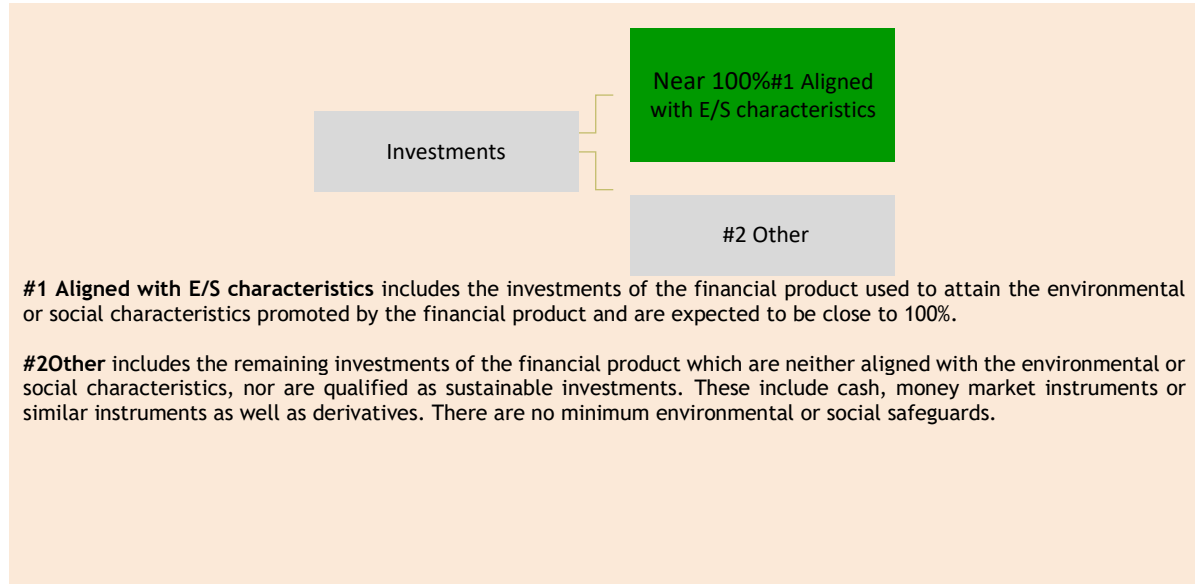 Near 100%#1 Aligned
with E/S characteristics
Investments
#2 Other
#1 Aligned with E/S characteristics includes the investments of the financial product used to attain the environmental
or social characteristics promoted by the financial product and are expected to be close to 100%.
#2Other includes the remaining investments of the financial product which are neither aligned with the environmental or
social characteristics, nor are qualified as sustainable investments. These include cash, money market instruments or
similar instruments as well as derivatives. There are no minimum environmental or social safeguards.